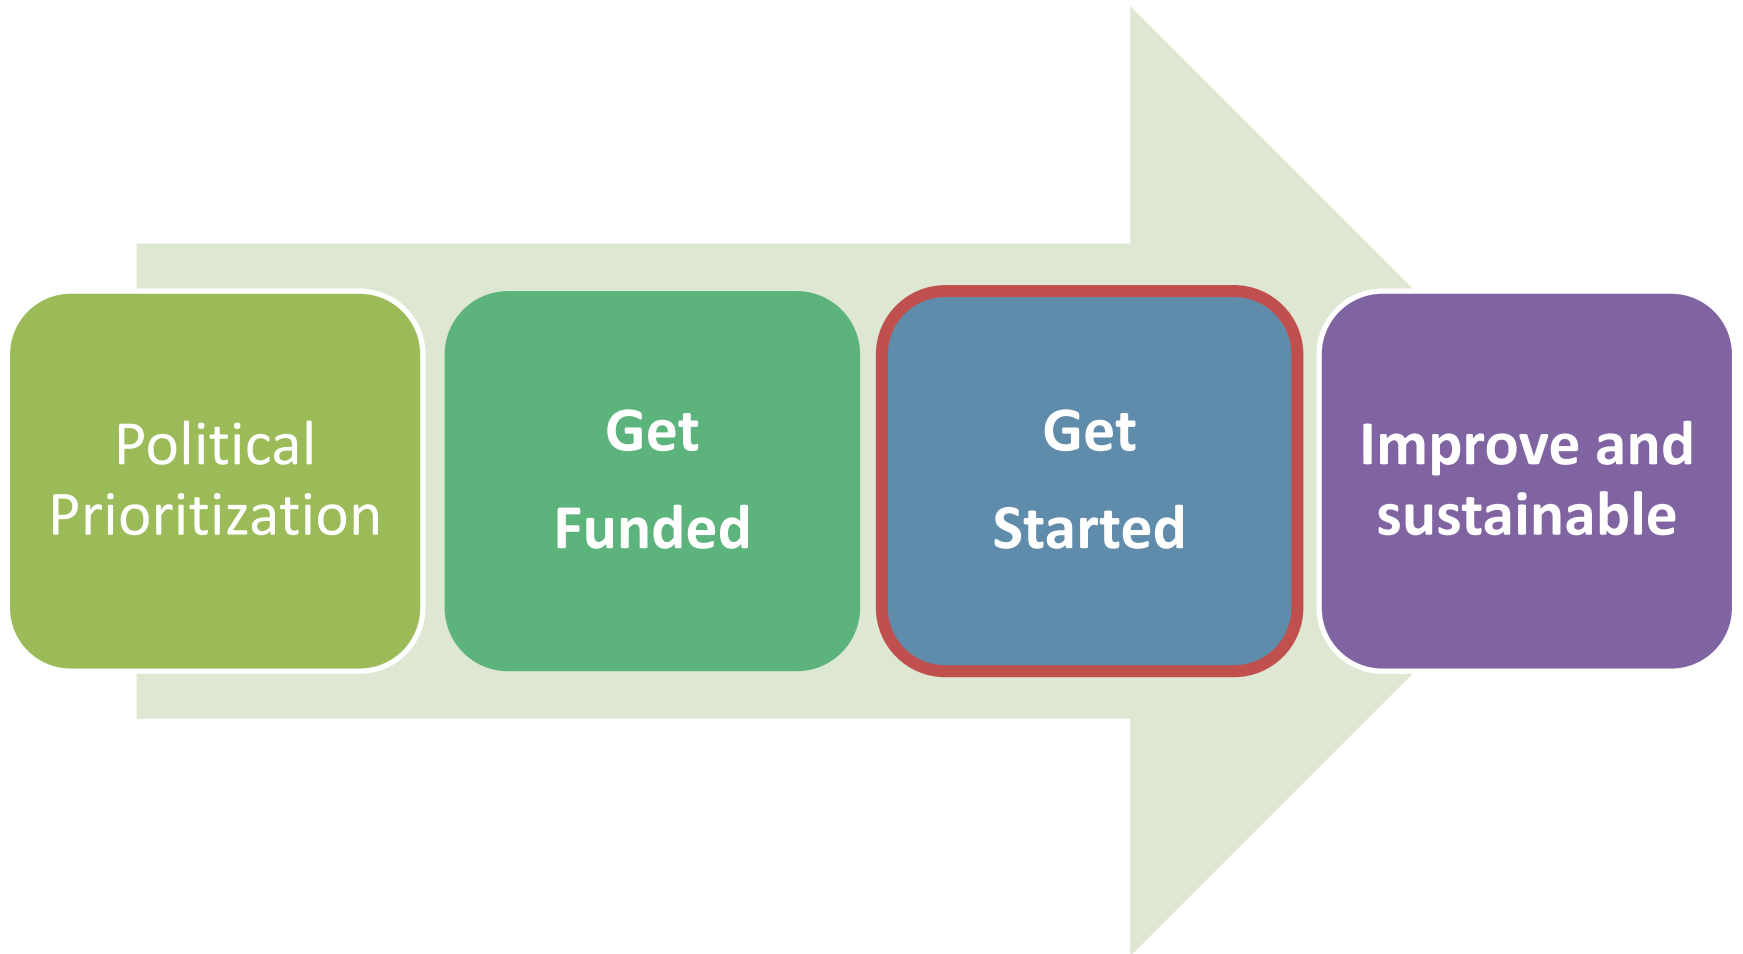 Political
Prioritization
Get
Funded
Get
Started
Improve and
sustainable